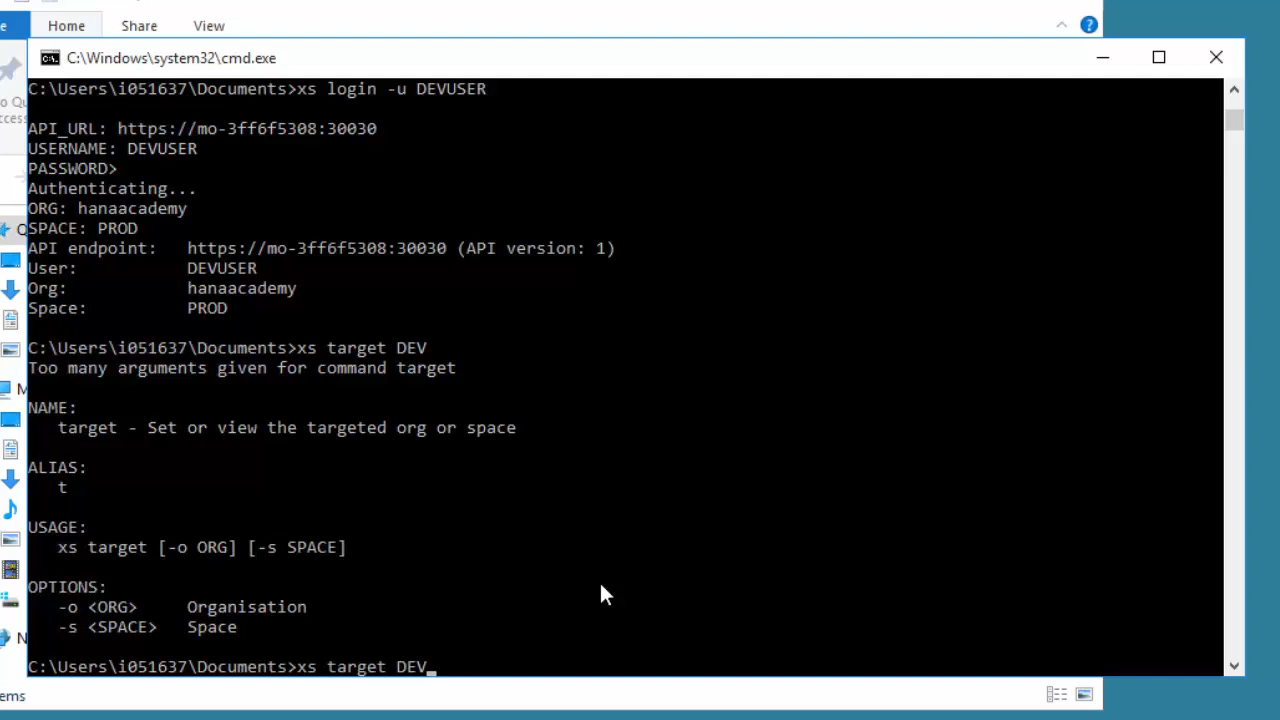 Home Share View
C:\Windows\system32\cmd.exe
C:\Users\i051637\Documents>xs login -u DEVUSER
API_URL: https://mo-3ff6f5308:30030
USERNAME: DEVUSER
PASSWORD>
Authenticating...
ORG: hanaacademy
SPACE: PROD
API endpoint: https://mo-3ff6f5308:30030 (API version: 1)
User: DEVUSER
Org: hanaacademy
Space: PROD
C:\Users\i051637\Documents>xs target DEV
Too many arguments given for command target
NAME:
target - Set or view the targeted org or space
ALIAS:
t
USAGE:
xs target [-o ORG] [-s SPACE]
OPTIONS:
-o <ORG> Organisation
-s <SPACE> Space
C:\Users\i051637\Documents>xs target DEV_
ems